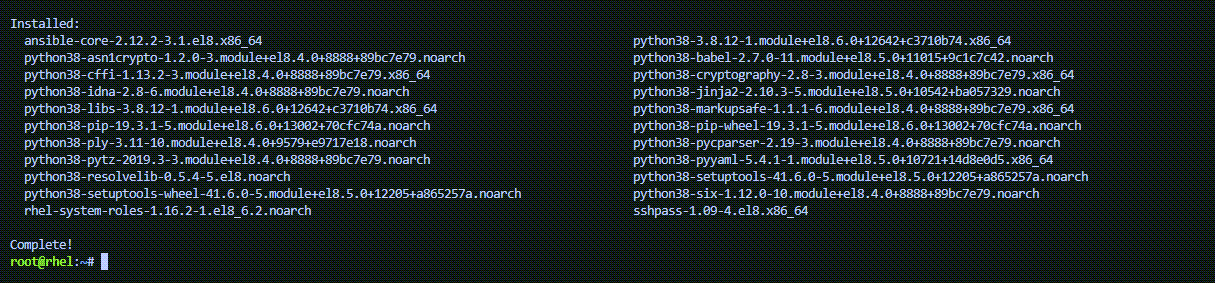 Installed:
ansible-core-2.12.2-3.1.el8.x86_64 python38-3.8.12-1.module+el8.6.0+12642+c3710b74.x86_64
python38-asn1crypto-1.2.0-3.module+el8.4.0+8888+89bc7e79.noarch python38-babel-2.7.0-11.module+el8.5.0+11015+9c1c7c42.noarch
python38-cffi-1.13.2-3.module+el8.4.0+8888+89bc7e79.x86_64 python38-cryptography-2.8-3.module+el8.4.0+8888+89bc7e79.x86_64
python38-idna-2.8-6.module+el8.4.0+8888+89bc7e79.noarch python38-jinja2-2.10.3-5.module+el8.5.0+10542+ba057329.noarch
python38-libs-3.8.12-1.module+el8.6.0+12642+c3710b74.x86_64 python38-markupsafe-1.1.1-6.module+el8.4.0+8888+89bc7e79.x86_64
python38-pip-19.3.1-5.module+el8.6.0+13002+70cfc74a.noarch python38-pip-wheel-19.3.1-5.module+el8.6.0+13002+70cfc74a.noarch
python38-ply-3.11-10.module+el8.4.0+9579+e9717e18.noarch python38-pycparser-2.19-3.module+el8.4.0+8888+89bc7e79.noarch
python38-pytz-2019.3-3.module+el8.4.0+8888+89bc7e79.noarch python38-pyyaml-5.4.1-1.module+el8.5.0+10721+14d8e0d5.x86_64
python38-resolvelib-0.5.4-5.el8.noarch python38-setuptools-41.6.0-5.module+el8.5.0+12205+a865257a.noarch
python38-setuptools-wheel-41.6.0-5.module+el8.5.0+12205+a865257a.noarch python38-six-1.12.0-10.module+el8.4.0+8888+89bc7e79.noarch
rhel-system-roles-1.16.2-1.el8_6.2.noarch sshpass-1.09-4.el8.x86_64
Complete!
root@rhel:~#